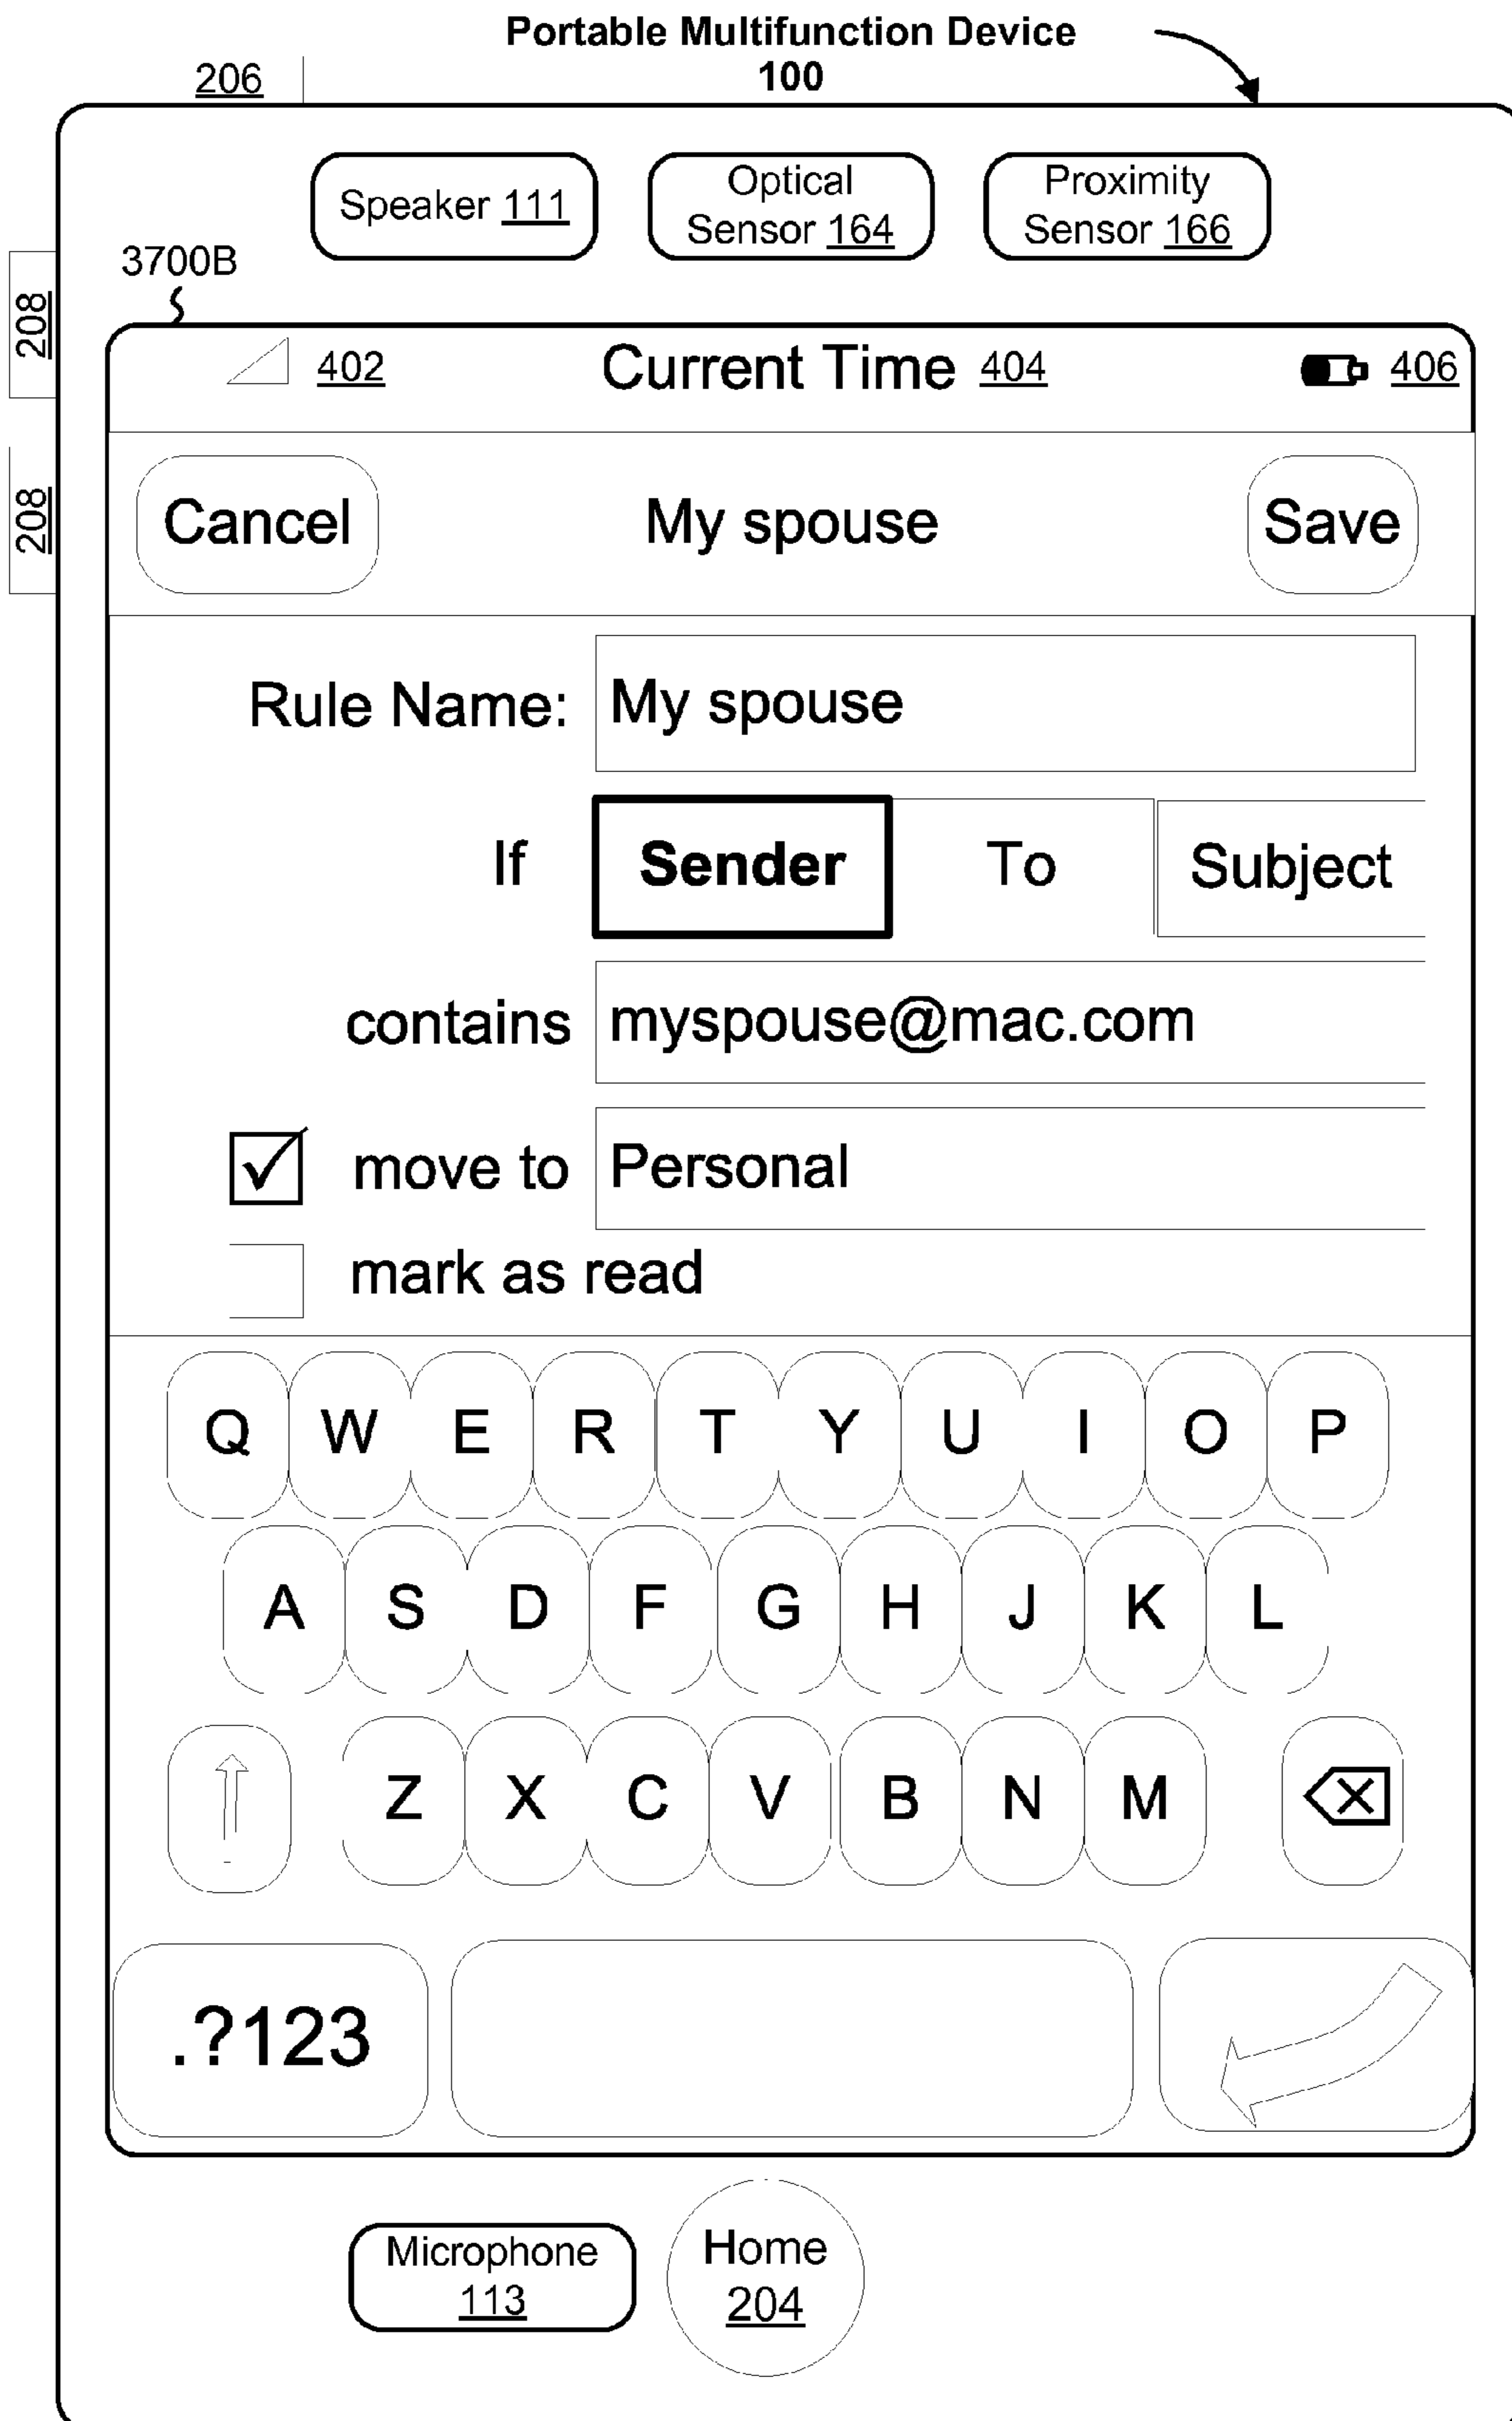 Portable Multifunction Device
100
206
Speaker 111
Optical
Sensor 164
Proximity
Sensor 166
3700B
208
208
402 Current Time 404 406
Cancel My spouse Save
Rule Name: My spouse
If Sender To Subject
contains myspouse@mac.com
move to Personal
mark as read
Q W E R T Y U I O P
A S D F G H J K L
Z X C V B N M
.?123
Microphone
113
Home
204